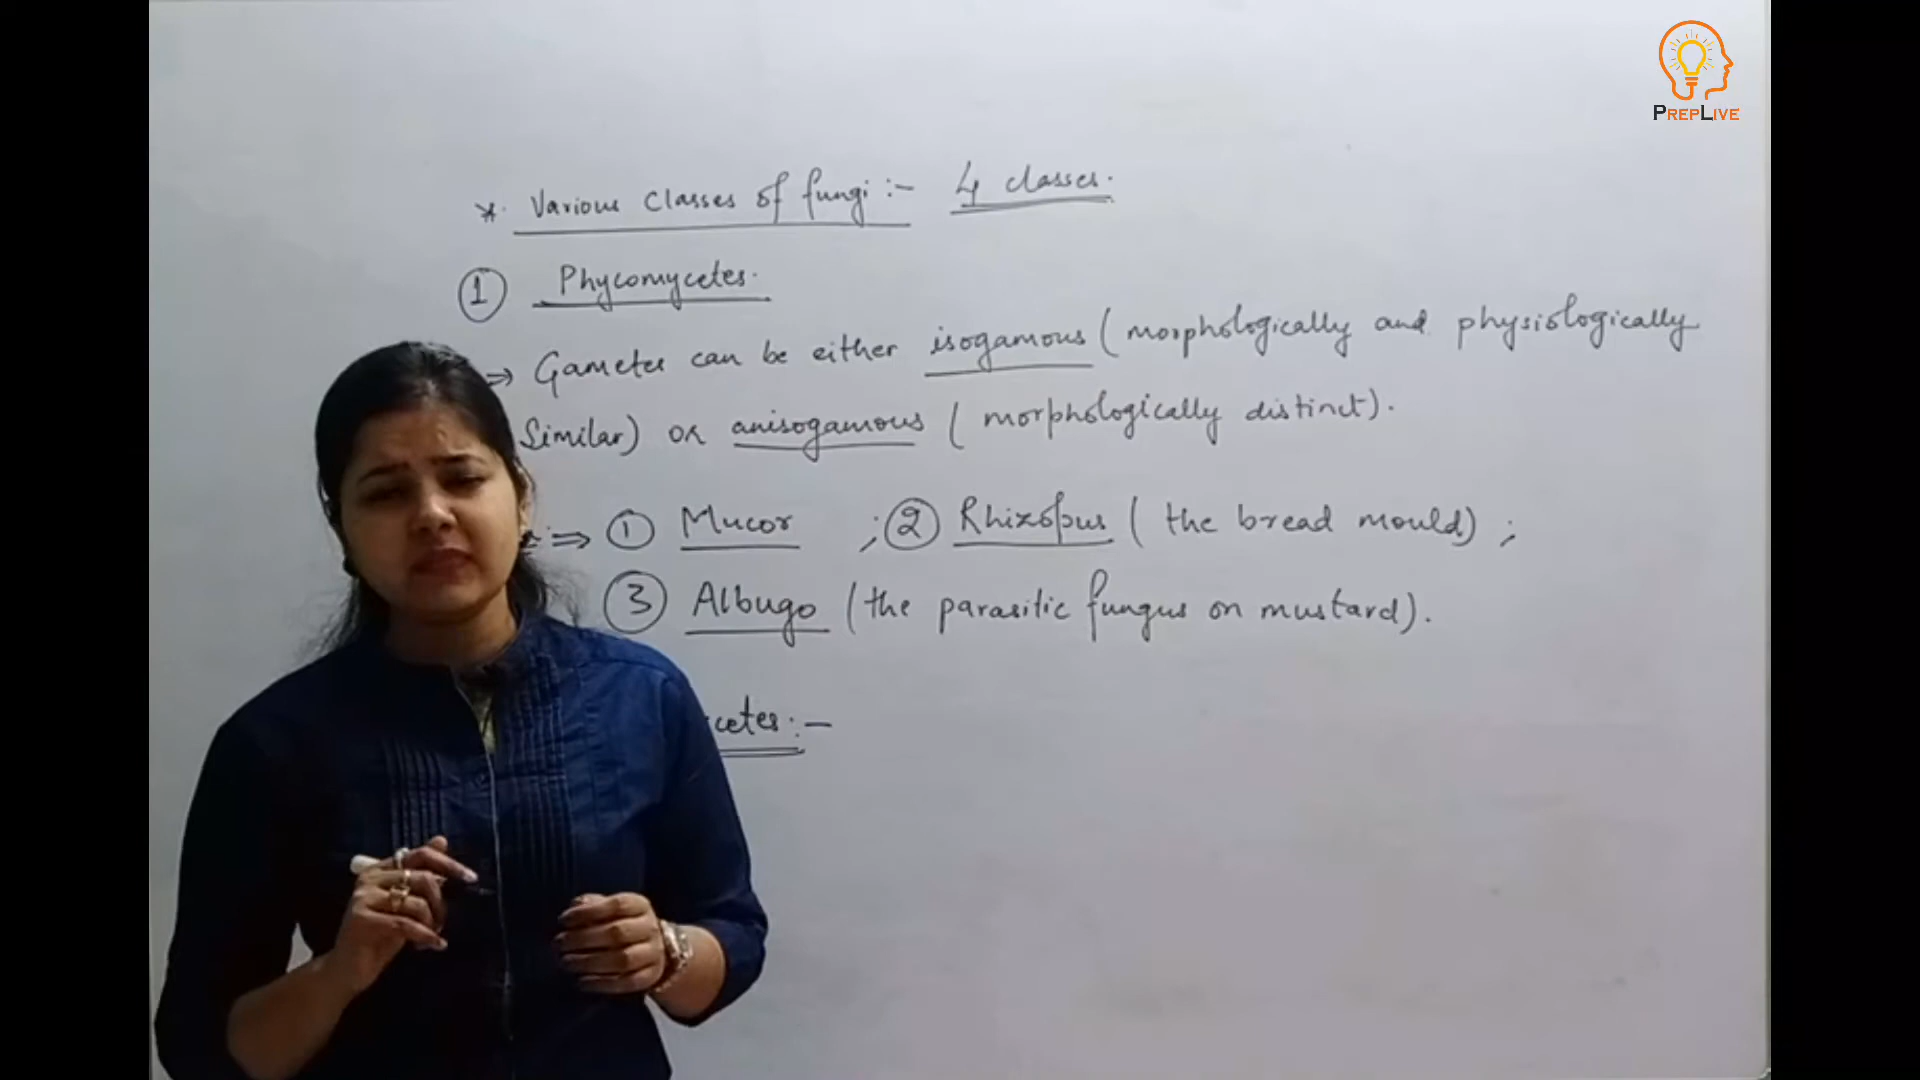 PREPLIVE
* Various Classes of fungi :- 4 classes.
① Phycomycetes.
⇒ Gametes can be either isogamous (morphologically and physiologically
Similar) or anisogamous (morphologically distinct).
⇒ ① Mucor ; ② Rhizopus (the bread mould) ;
③ Albugo (the parasitic fungus on mustard).
cetes :-